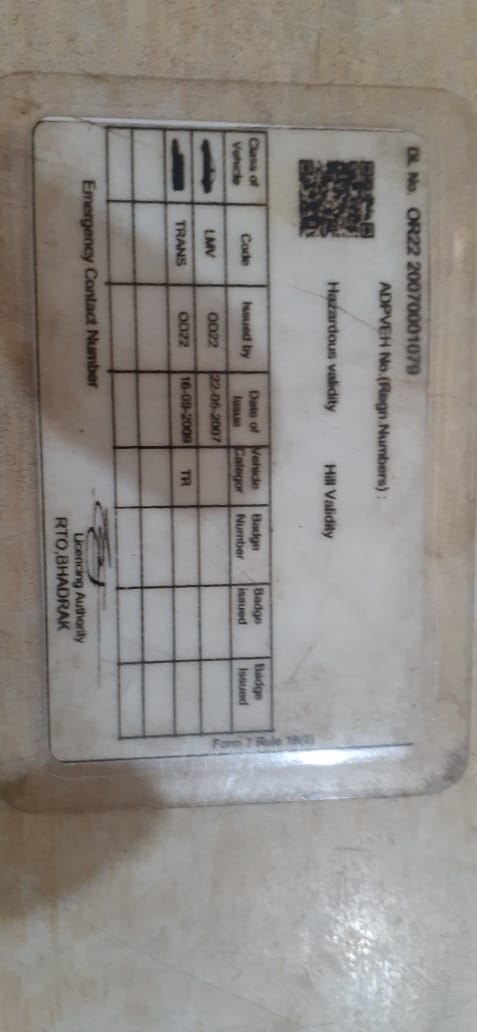 DL No. OR22 20070001079
ADPVEH No.(Regn.Numbers) :
Hazardous validity Hill Validity
Class of Vehicle Code Issued by Date of Issue Vehicle Categor Badge Number Badge issued Badge Issued
LMV OD22 22-05-2007
TRANS OD22 16-09-2009 TR
Emergency Contact Number
Licencing Authority
RTO,BHADRAK
Form 7 Rule 16(2)